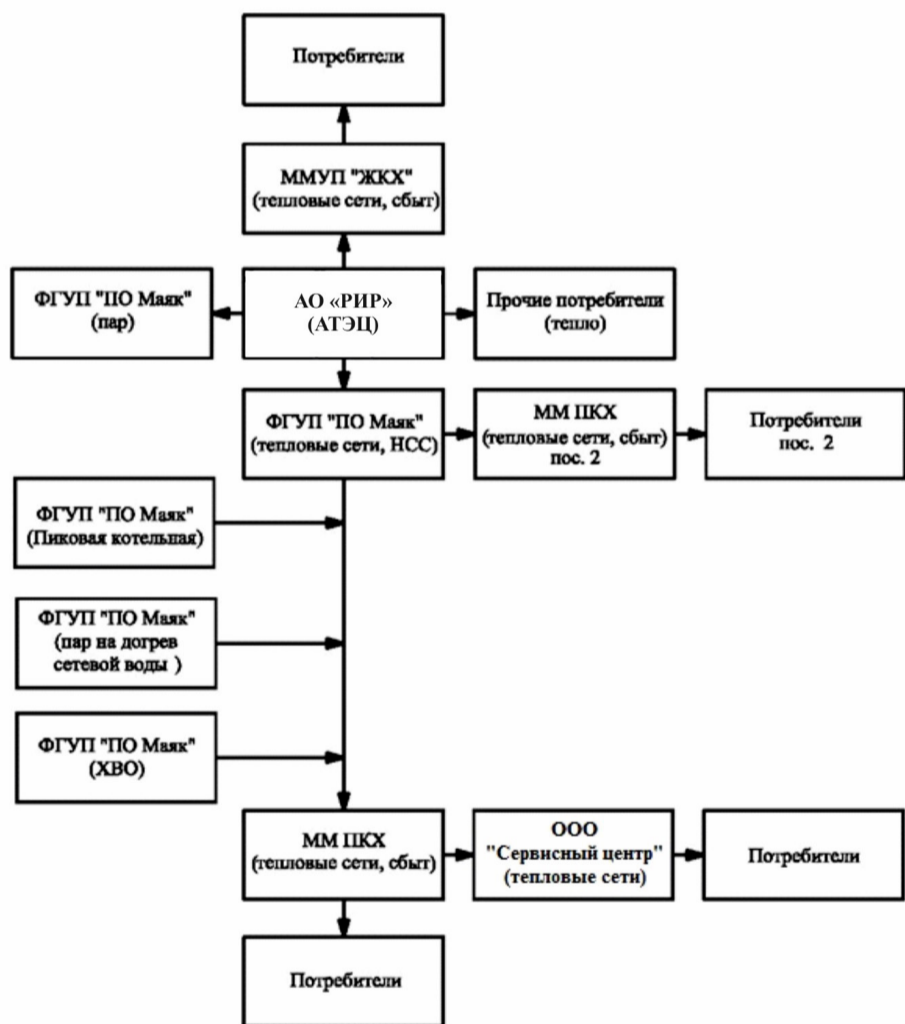 Потребители
ММУП "ЖКХ"
(тепловые сети, сбыт)
ФГУП "ПО Маяк"
(пар)
АО «РИР»
(АТЭЦ)
Прочие потребители
(тепло)
ФГУП "ПО Маяк"
(тепловые сети, НСС)
ММ ПКХ
(тепловые сети, сбыт)
пос. 2
Потребители
пос. 2
ФГУП "ПО Маяк"
(Пиковая котельная)
ФГУП "ПО Маяк"
(пар на догрев
сетевой воды )
ФГУП "ПО Маяк"
(ХВО)
ММ ПКХ
(тепловые сети, сбыт)
ООО
"Сервисный центр"
(тепловые сети)
Потребители
Потребители